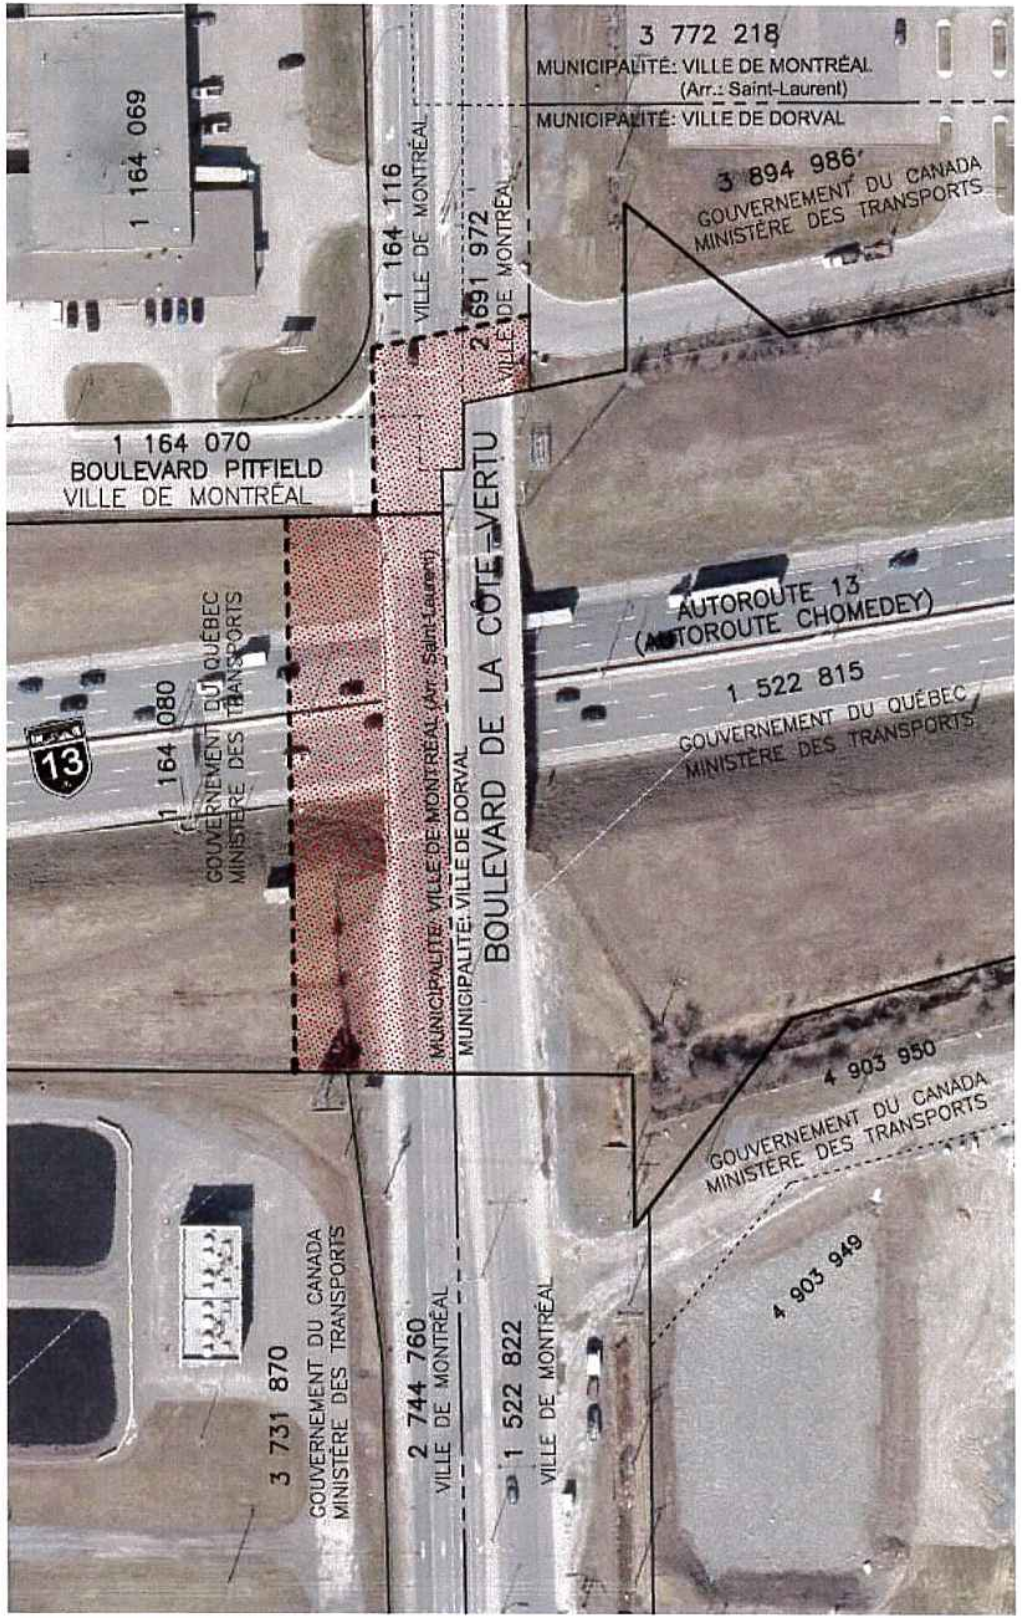 3 772 218
MUNICIPALITÉ: VILLE DE MONTRÉAL
(Arr.: Saint-Laurent)
MUNICIPALITÉ: VILLE DE DORVAL
1 164 069
1 164 116
VILLE DE MONTRÉAL
2 691 972
VILLE DE MONTRÉAL
3 894 986
GOUVERNEMENT DU CANADA
MINISTÈRE DES TRANSPORTS
1 164 070
BOULEVARD PITFIELD
VILLE DE MONTRÉAL
13
1 164 080
GOUVERNEMENT DU QUÉBEC
MINISTÈRE DES TRANSPORTS
MUNICIPALITÉ: VILLE DE MONTRÉAL (Arr.: Saint-Laurent)
MUNICIPALITÉ: VILLE DE DORVAL
BOULEVARD DE LA CÔTE-VERTU
AUTOROUTE 13
(AUTOROUTE CHOMEDEY)
1 522 815
GOUVERNEMENT DU QUÉBEC
MINISTÈRE DES TRANSPORTS
4 903 950
GOUVERNEMENT DU CANADA
MINISTÈRE DES TRANSPORTS
3 731 870
GOUVERNEMENT DU CANADA
MINISTÈRE DES TRANSPORTS
2 744 760
VILLE DE MONTRÉAL
1 522 822
VILLE DE MONTRÉAL
4 903 949